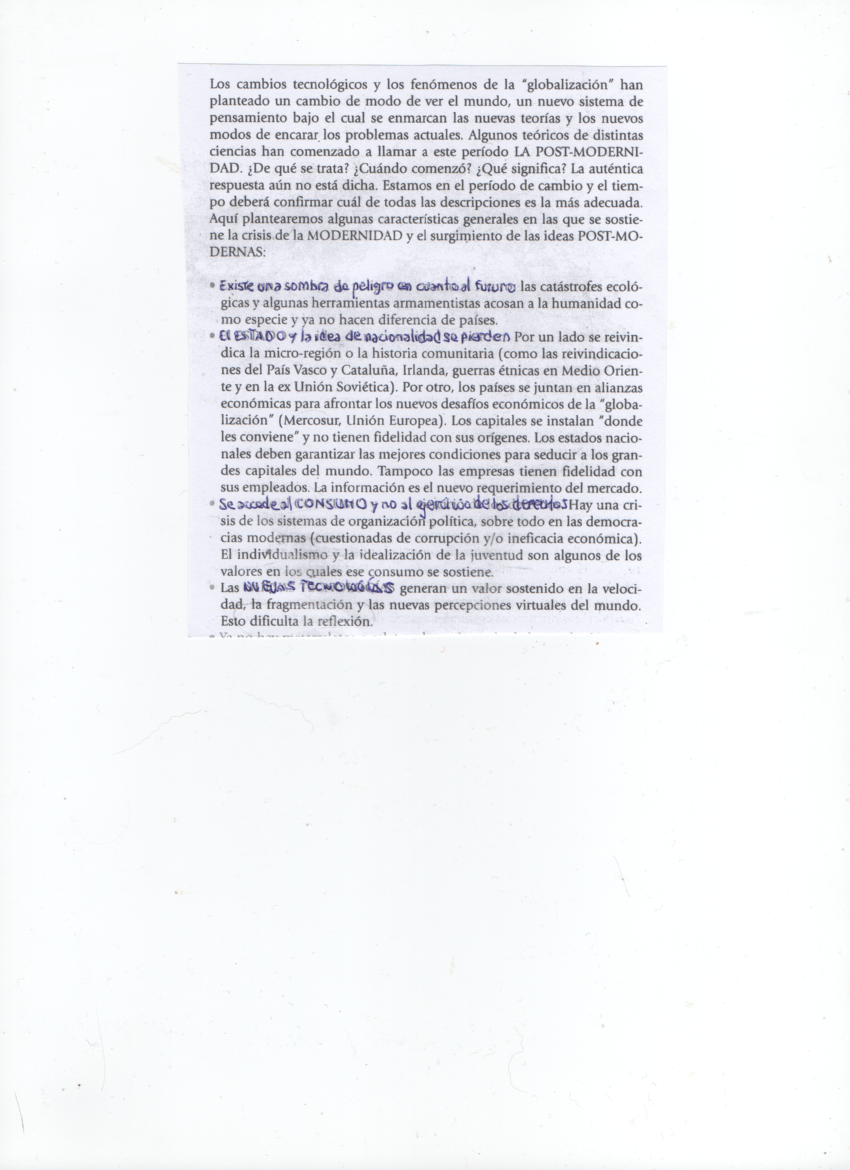 Los cambios tecnológicos y los fenómenos de la "globalización" han
planteado un cambio de modo de ver el mundo, un nuevo sistema de
pensamiento bajo el cual se enmarcan las nuevas teorías y los nuevos
modos de encarar los problemas actuales. Algunos teóricos de distintas
ciencias han comenzado a llamar a este período LA POST-MODERNI-
DAD. ¿De qué se trata? ¿Cuándo comenzó? ¿Qué significa? La auténtica
respuesta aún no está dicha. Estamos en el período de cambio y el tiem-
po deberá confirmar cuál de todas las descripciones es la más adecuada.
Aquí plantearemos algunas características generales en las que se sostie-
ne la crisis de la MODERNIDAD y el surgimiento de las ideas POST-MO-
DERNAS:
• Existe una sombra de peligro en cuanto al futuro: las catástrofes ecoló-
gicas y algunas herramientas armamentistas acosan a la humanidad co-
mo especie y ya no hacen diferencia de países.
• El ESTADO y la idea de nacionalidad se pierden Por un lado se reivin-
dica la micro-región o la historia comunitaria (como las reivindicacio-
nes del País Vasco y Cataluña, Irlanda, guerras étnicas en Medio Orien-
te y en la ex Unión Soviética). Por otro, los países se juntan en alianzas
económicas para afrontar los nuevos desafíos económicos de la "globa-
lización" (Mercosur, Unión Europea). Los capitales se instalan "donde
les conviene" y no tienen fidelidad con sus orígenes. Los estados nacio-
nales deben garantizar las mejores condiciones para seducir a los gran-
des capitales del mundo. Tampoco las empresas tienen fidelidad con
sus empleados. La información es el nuevo requerimiento del mercado.
• Se accede al CONSUMO y no al ejercicio de los derechos Hay una cri-
sis de los sistemas de organización política, sobre todo en las democra-
cias modernas (cuestionadas de corrupción y/o ineficacia económica).
El individualismo y la idealización de la juventud son algunos de los
valores en los cuales ese consumo se sostiene.
• Las NUEVAS TECNOLOGÍAS generan un valor sostenido en la veloci-
dad, la fragmentación y las nuevas percepciones virtuales del mundo.
Esto dificulta la reflexión.